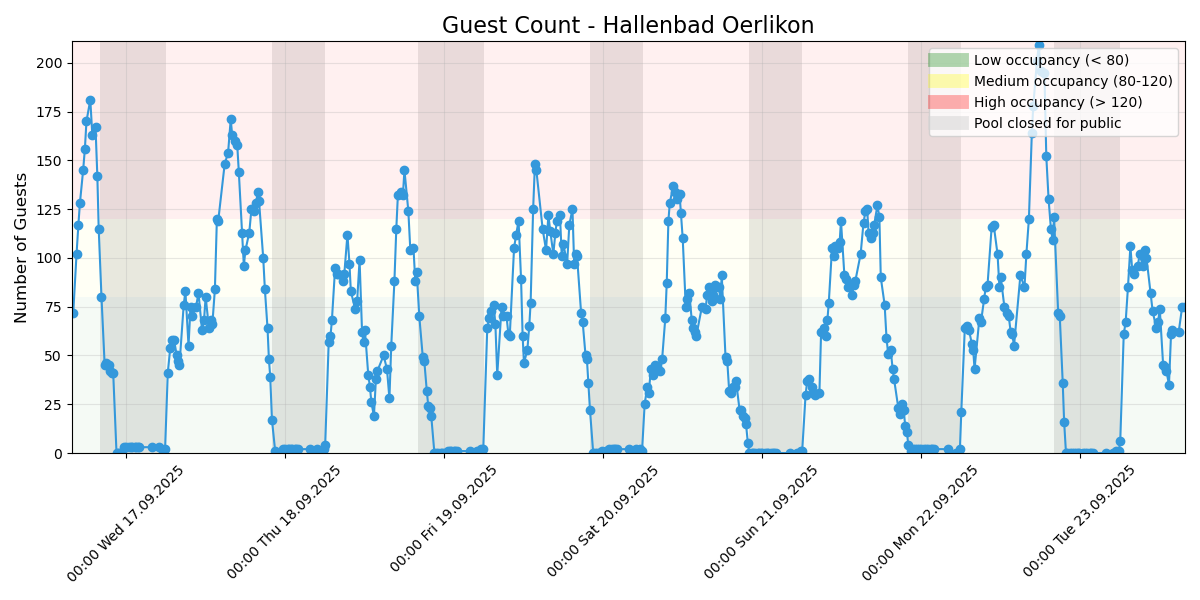 Guest Count - Hallenbad Oerlikon
Number of Guests
200
175
150
125
100
75
50
25
0
Low occupancy (< 80)
Medium occupancy (80-120)
High occupancy (> 120)
Pool closed for public
00:00 Wed 17.09.2025
00:00 Thu 18.09.2025
00:00 Fri 19.09.2025
00:00 Sat 20.09.2025
00:00 Sun 21.09.2025
00:00 Mon 22.09.2025
00:00 Tue 23.09.2025